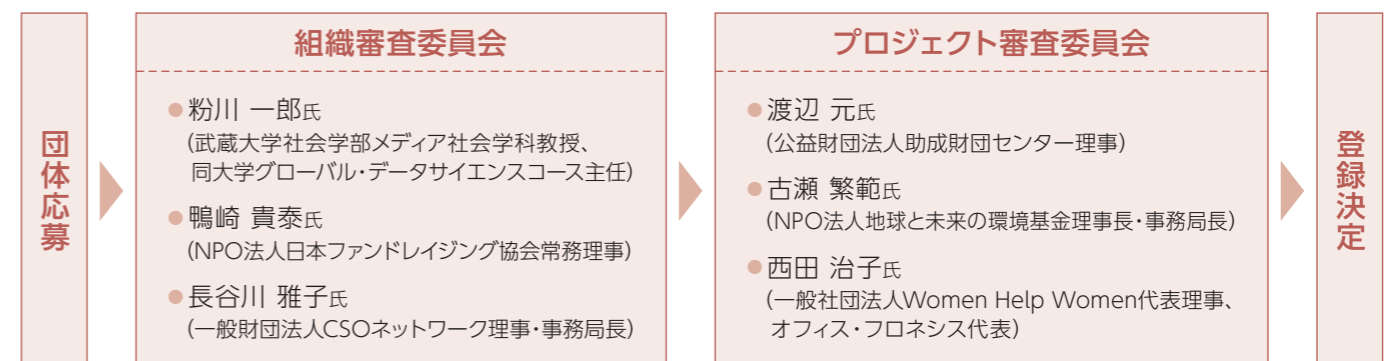 団体応募
組織審査委員会
●粉川 一郎氏
（武蔵大学社会学部メディア社会学科教授、
同大学グローバル・データサイエンスコース主任）
●鴨崎 貴泰氏
（NPO法人日本ファンドレイジング協会常務理事）
●長谷川 雅子氏
（一般財団法人CSOネットワーク理事・事務局長）
プロジェクト審査委員会
●渡辺 元氏
（公益財団法人助成財団センター理事）
●古瀬 繁範氏
（NPO法人地球と未来の環境基金理事長・事務局長）
●西田 治子氏
（一般社団法人Women Help Women代表理事、
オフィス・フロネシス代表）
登録決定